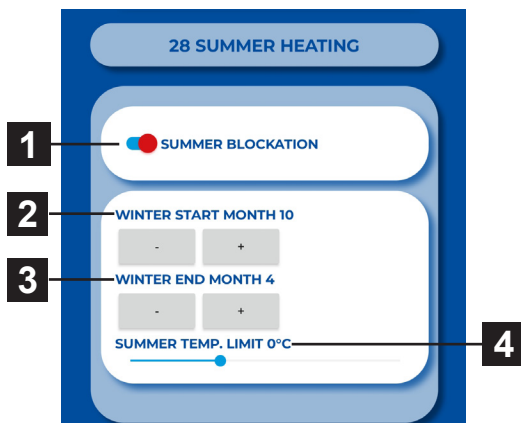 28 SUMMER HEATING
1
SUMMER BLOCKATION
2
WINTER START MONTH 10
- +
3
WINTER END MONTH 4
- +
SUMMER TEMP. LIMIT 0°C
4